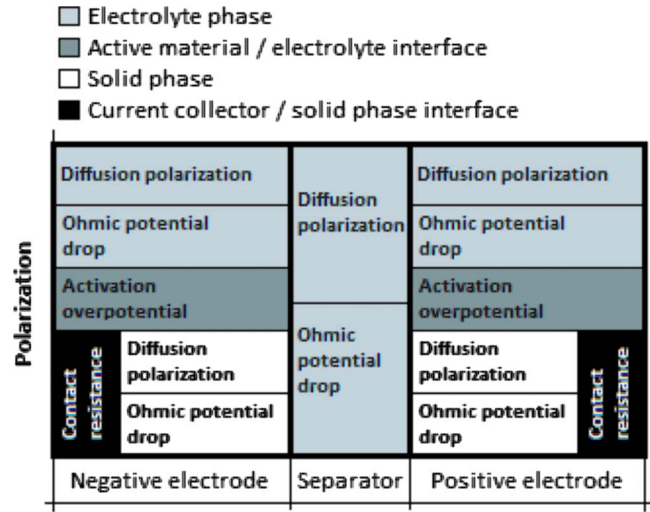 Electrolyte phase
Active material / electrolyte interface
Solid phase
Current collector / solid phase interface
Polarization
Diffusion polarization
Ohmic potential
drop
Activation
overpotential
Contact
resistance
Diffusion
polarization
Ohmic potential
drop
Diffusion
polarization
Ohmic
potential
drop
Diffusion polarization
Ohmic potential
drop
Activation
overpotential
Diffusion
polarization
Ohmic potential
drop
Contact
resistance
Negative electrode
Separator
Positive electrode